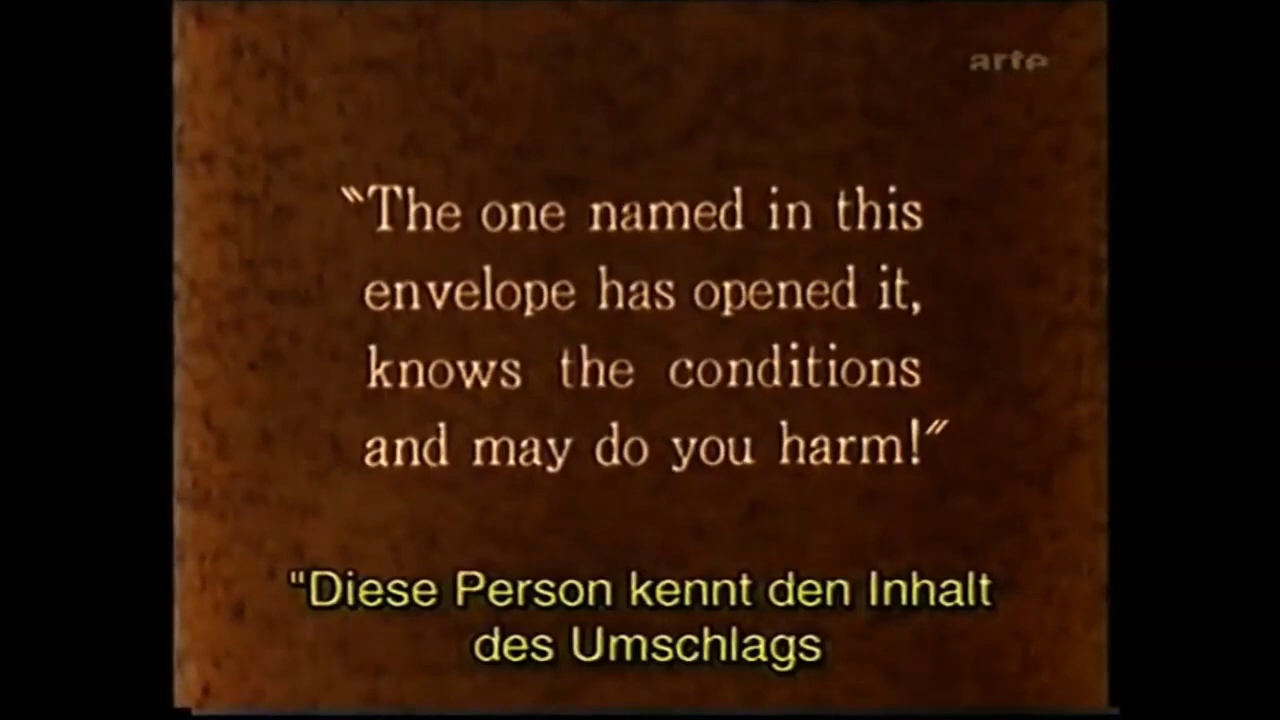 arte
"The one named in this
envelope has opened it,
knows the conditions
and may do you harm!"
"Diese Person kennt den Inhalt
des Umschlags